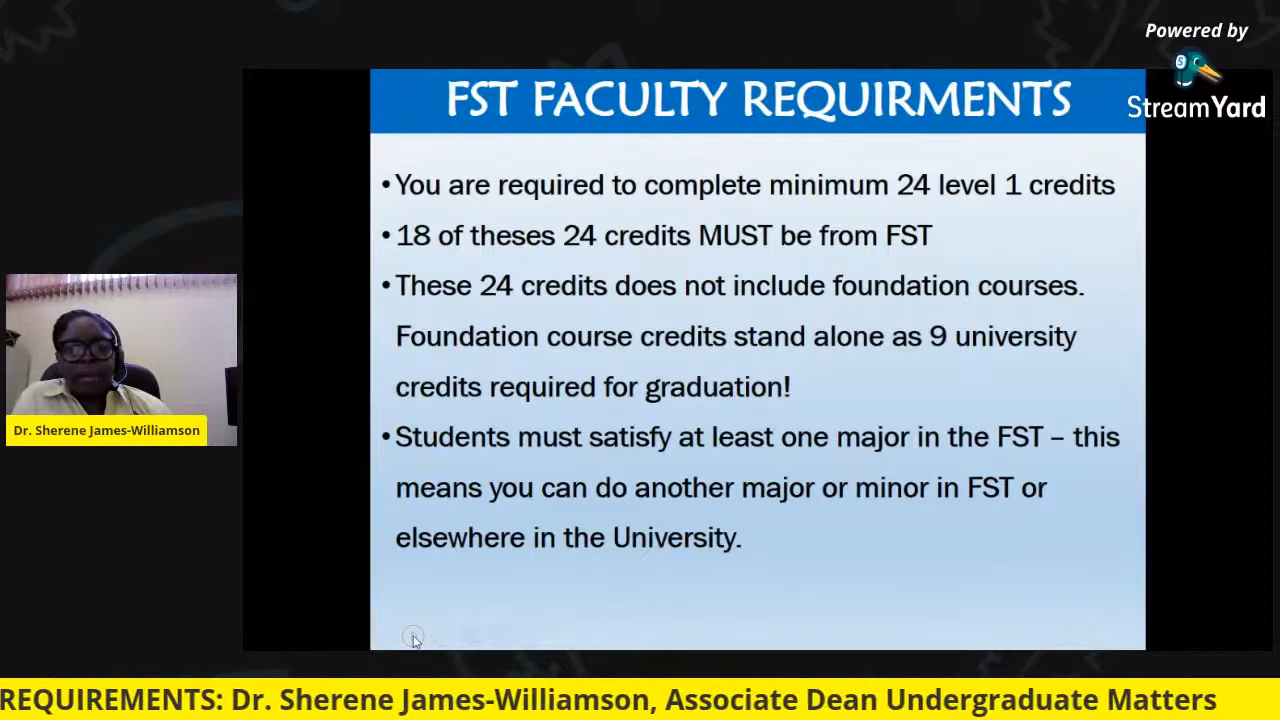 Powered by
StreamYard
FST FACULTY REQUIRMENTS
•You are required to complete minimum 24 level 1 credits
•18 of theses 24 credits MUST be from FST
•These 24 credits does not include foundation courses.
Foundation course credits stand alone as 9 university
credits required for graduation!
•Students must satisfy at least one major in the FST – this
means you can do another major or minor in FST or
elsewhere in the University.
Dr. Sherene James-Williamson
REQUIREMENTS: Dr. Sherene James-Williamson, Associate Dean Undergraduate Matters